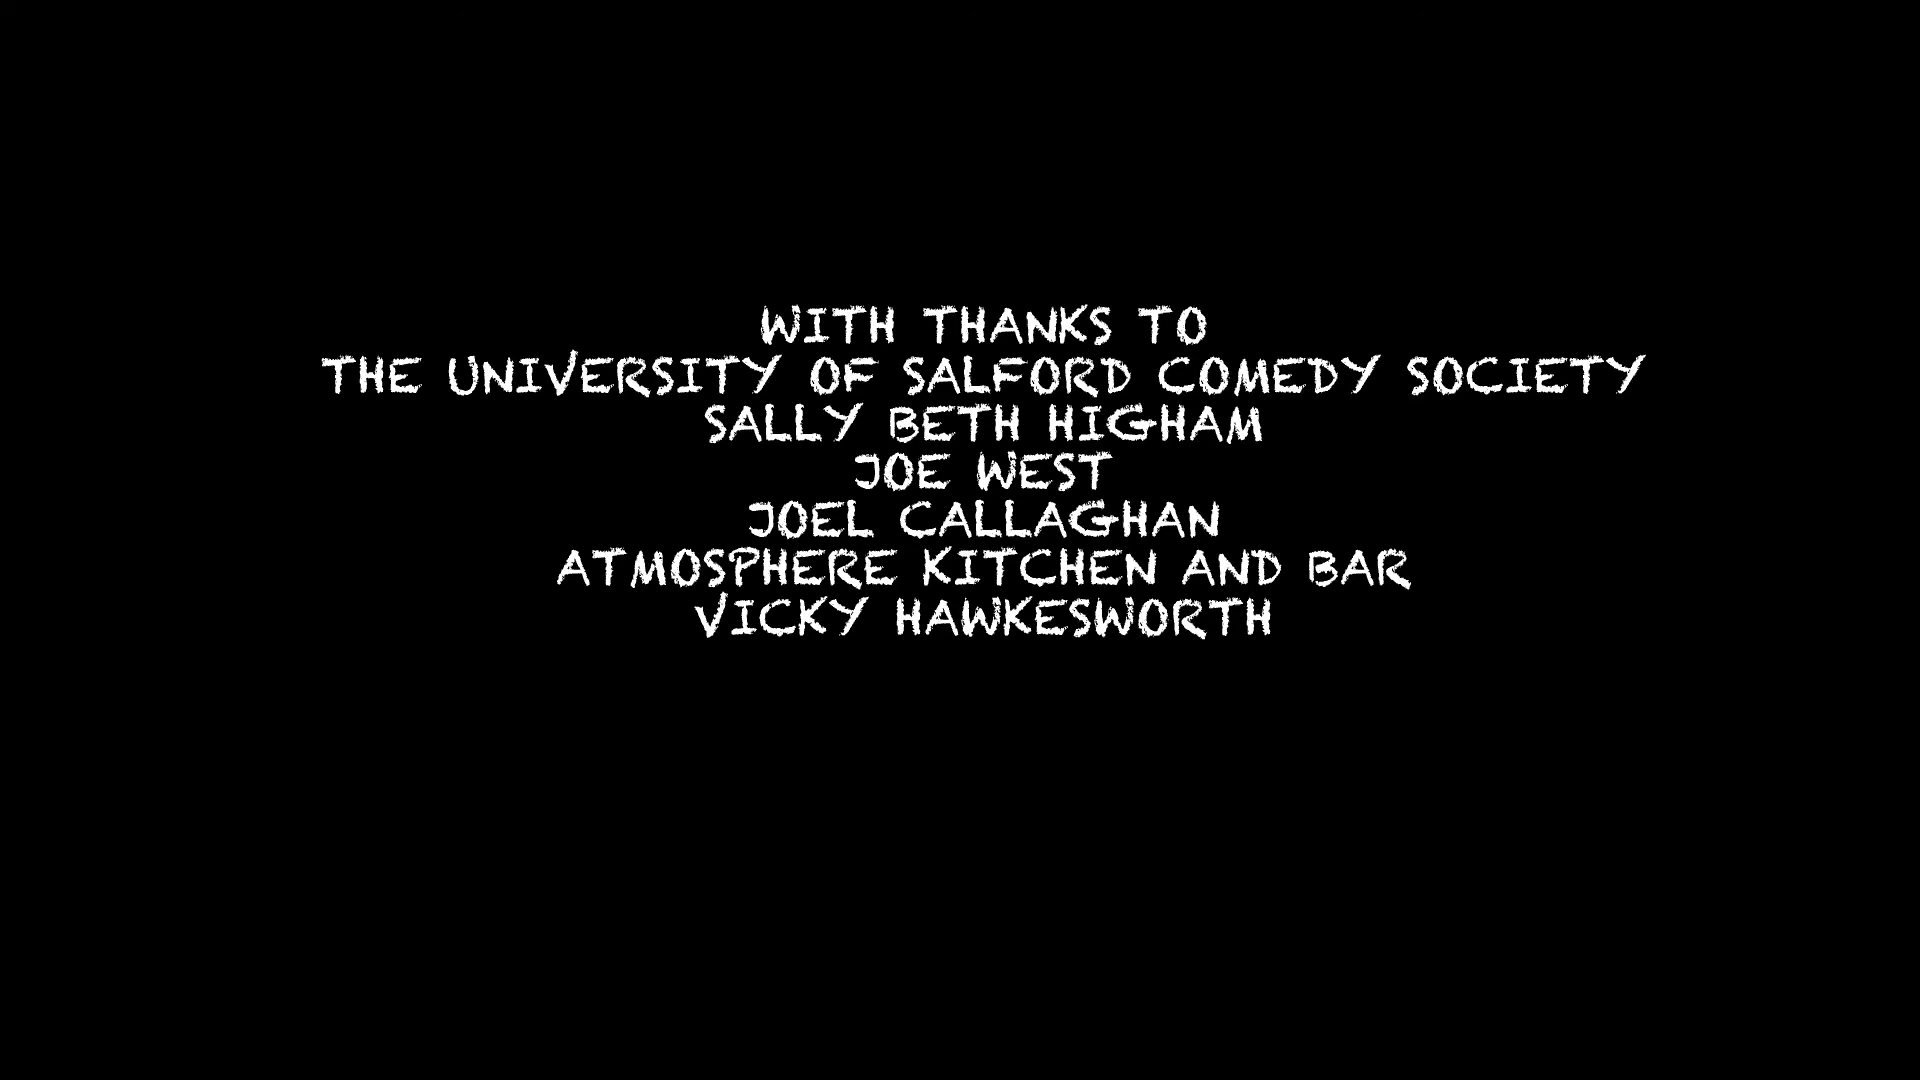 WITH THANKS TO
THE UNIVERSITY OF SALFORD COMEDY SOCIETY
SALLY BETH HIGHAM
JOE WEST
JOEL CALLAGHAN
ATMOSPHERE KITCHEN AND BAR
VICKY HAWKESWORTH